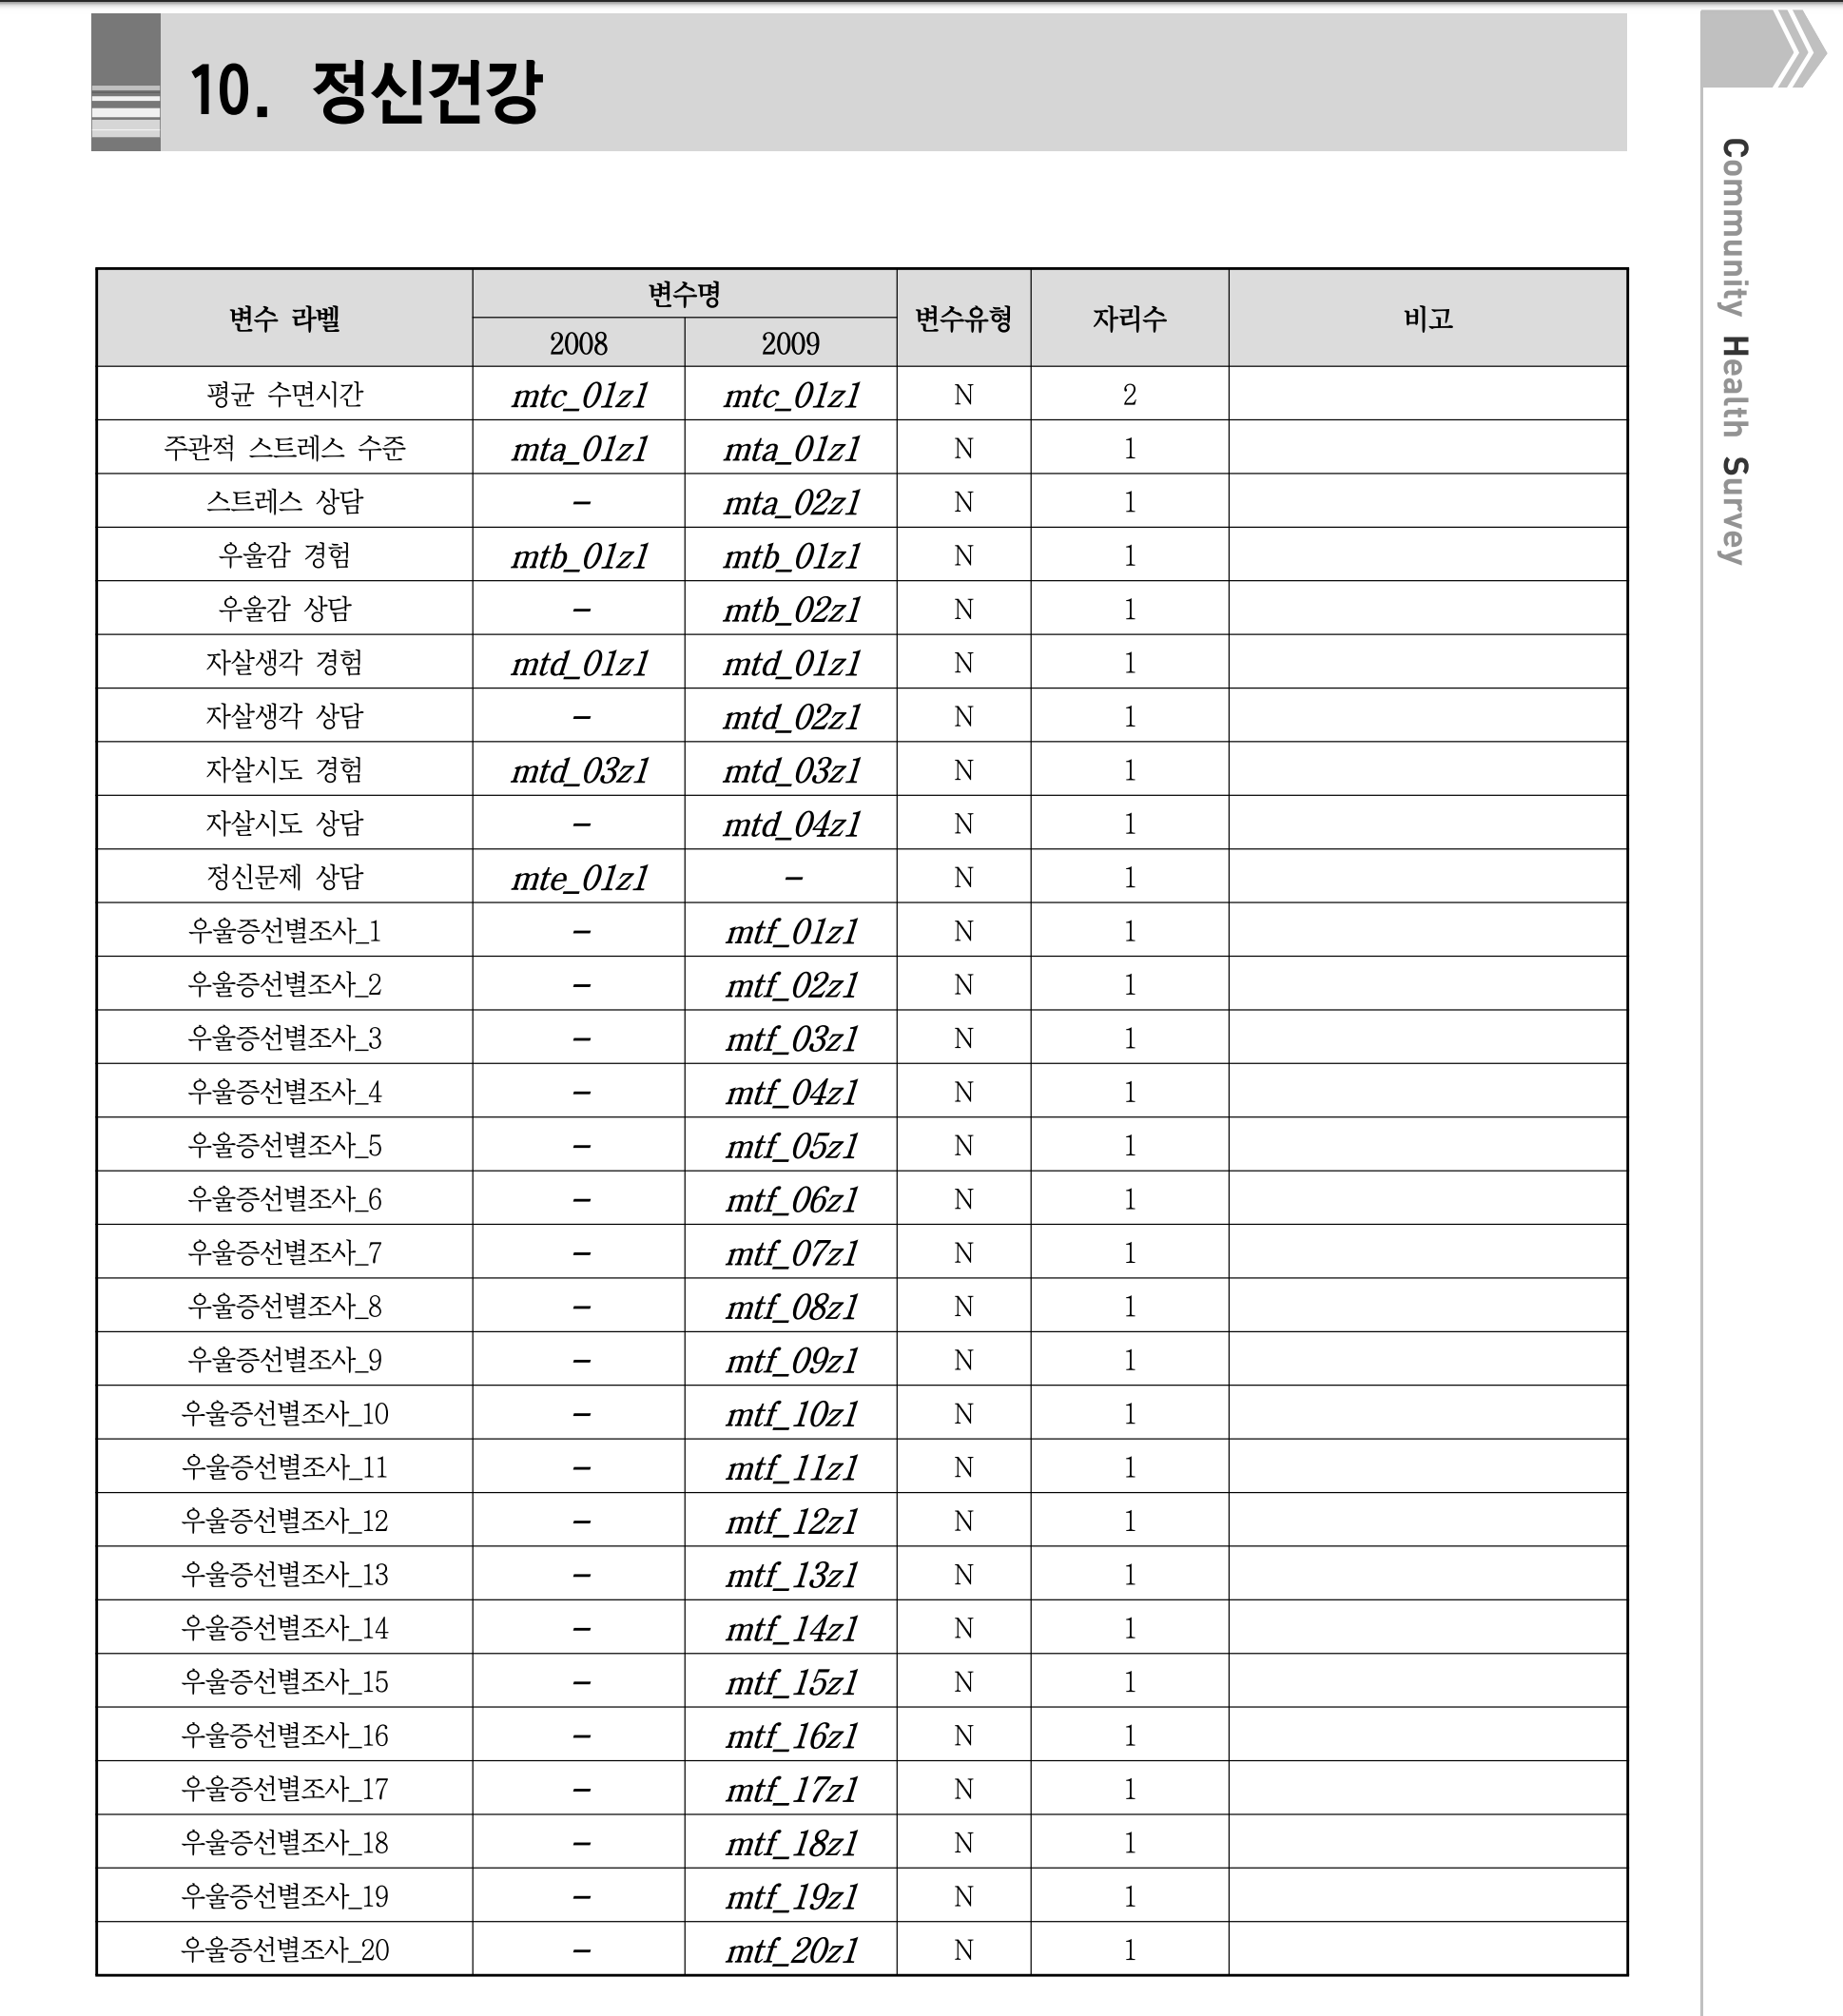 10. 정신건강
변수 라벨 변수명 변수유형 자리수 비고
2008 2009
평균 수면시간 mtc_01z1 mtc_01z1 N 2
주관적 스트레스 수준 mta_01z1 mta_01z1 N 1
스트레스 상담 - mta_02z1 N 1
우울감 경험 mtb_01z1 mtb_01z1 N 1
우울감 상담 - mtb_02z1 N 1
자살생각 경험 mtd_01z1 mtd_01z1 N 1
자살생각 상담 - mtd_02z1 N 1
자살시도 경험 mtd_03z1 mtd_03z1 N 1
자살시도 상담 - mtd_04z1 N 1
정신문제 상담 mte_01z1 - N 1
우울증선별조사_1 - mtf_01z1 N 1
우울증선별조사_2 - mtf_02z1 N 1
우울증선별조사_3 - mtf_03z1 N 1
우울증선별조사_4 - mtf_04z1 N 1
우울증선별조사_5 - mtf_05z1 N 1
우울증선별조사_6 - mtf_06z1 N 1
우울증선별조사_7 - mtf_07z1 N 1
우울증선별조사_8 - mtf_08z1 N 1
우울증선별조사_9 - mtf_09z1 N 1
우울증선별조사_10 - mtf_10z1 N 1
우울증선별조사_11 - mtf_11z1 N 1
우울증선별조사_12 - mtf_12z1 N 1
우울증선별조사_13 - mtf_13z1 N 1
우울증선별조사_14 - mtf_14z1 N 1
우울증선별조사_15 - mtf_15z1 N 1
우울증선별조사_16 - mtf_16z1 N 1
우울증선별조사_17 - mtf_17z1 N 1
우울증선별조사_18 - mtf_18z1 N 1
우울증선별조사_19 - mtf_19z1 N 1
우울증선별조사_20 - mtf_20z1 N 1
Community Health Survey